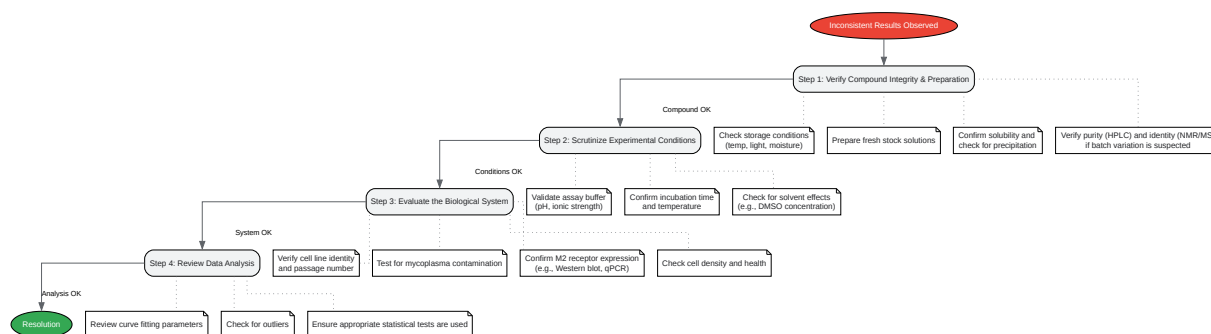 Inconsistent Results Observed
Step 1: Verify Compound Integrity & Preparation
Compound OK
Step 2: Scrutinize Experimental Conditions
Check storage conditions
(temp, light, moisture)
Prepare fresh stock solutions
Confirm solubility and
check for precipitation
Verify purity (HPLC) and identity (NMR/MS
if batch variation is suspected
Conditions OK
Step 3: Evaluate the Biological System
Validate assay buffer
(pH, ionic strength)
Confirm incubation time
and temperature
Check for solvent effects
(e.g., DMSO concentration)
System OK
Step 4: Review Data Analysis
Verify cell line identity
and passage number
Test for mycoplasma contamination
Confirm M2 receptor expression
(e.g., Western blot, qPCR)
Check cell density and health
Analysis OK
Resolution
Review curve fitting parameters
Check for outliers
Ensure appropriate statistical tests are used